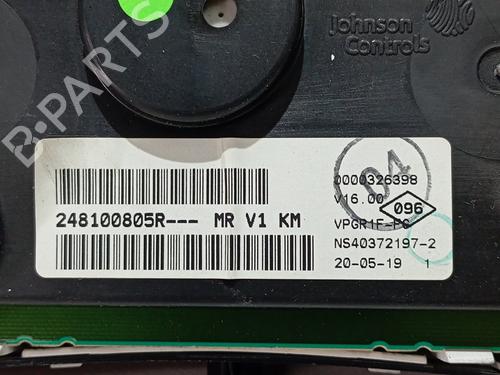 Johnson
Controls
B-PARTS
04
0000326398
V16.00
096
248100805R--- MR V1 KM
VPGR1F-PG
NS40372197-2
20-05-19 1